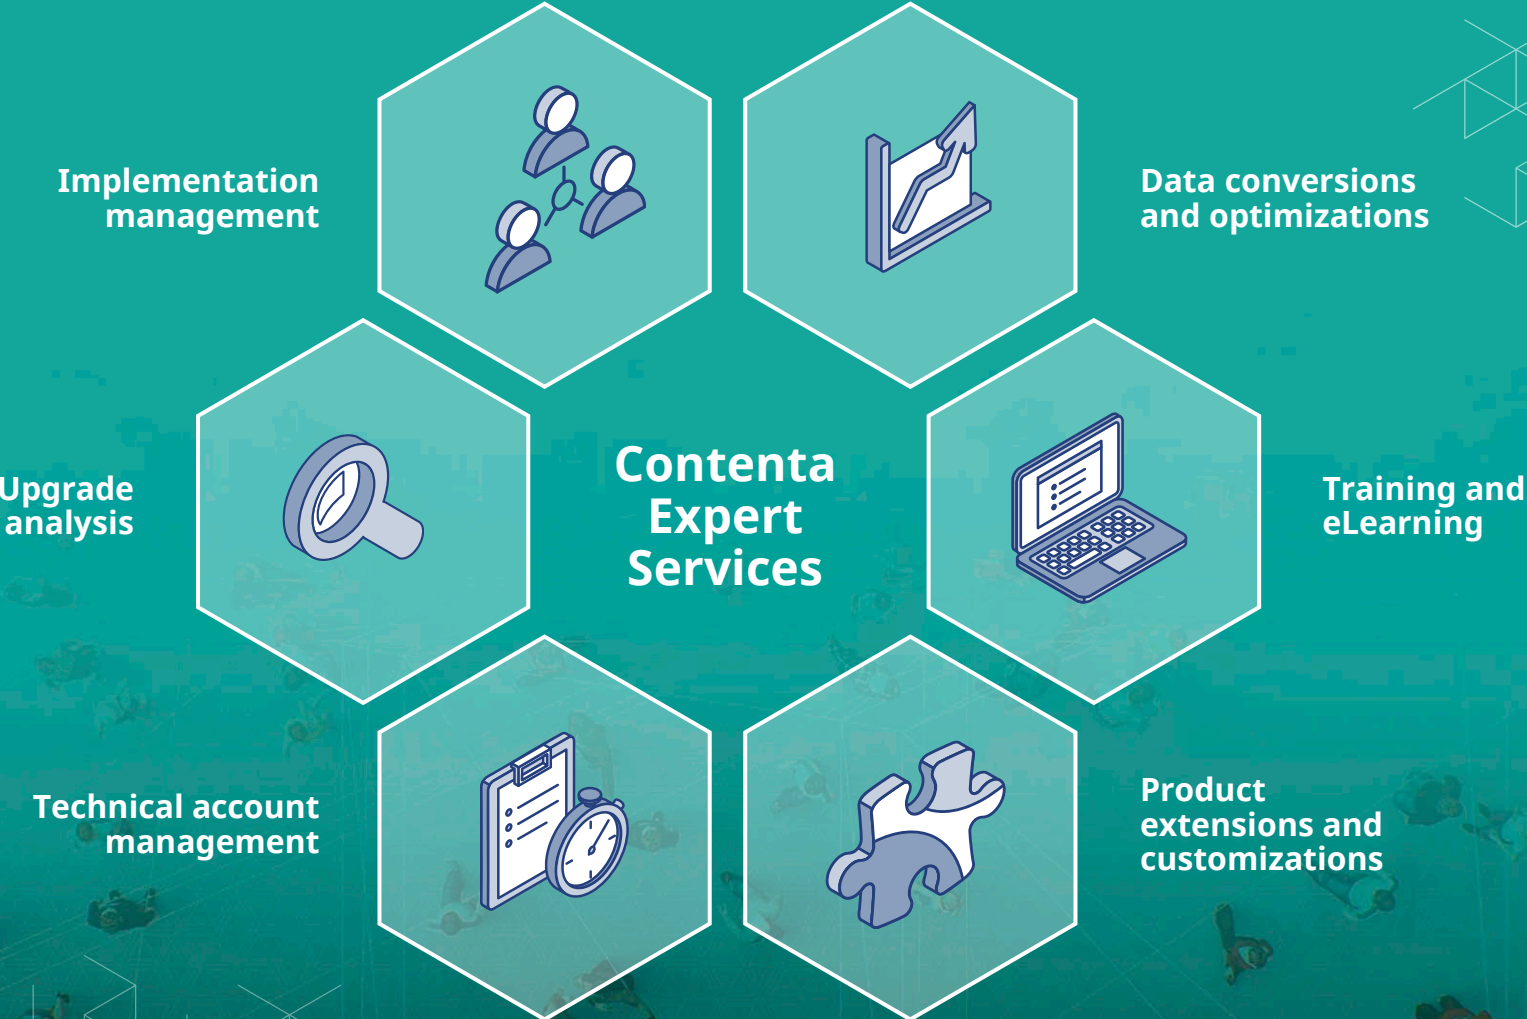 Implementation
management
Data conversions
and optimizations
Upgrade
analysis
Contenta
Expert
Services
Training and
eLearning
Technical account
management
Product
extensions and
customizations